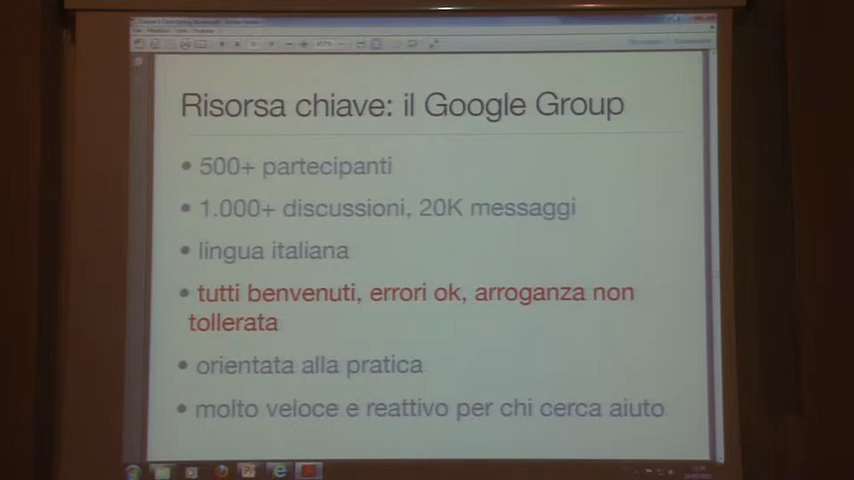 Risorsa chiave: il Google Group
• 500+ partecipanti
• 1.000+ discussioni, 20K messaggi
• lingua italiana
• tutti benvenuti, errori ok, arroganza non
tollerata
• orientata alla pratica
• molto veloce e reattivo per chi cerca aiuto